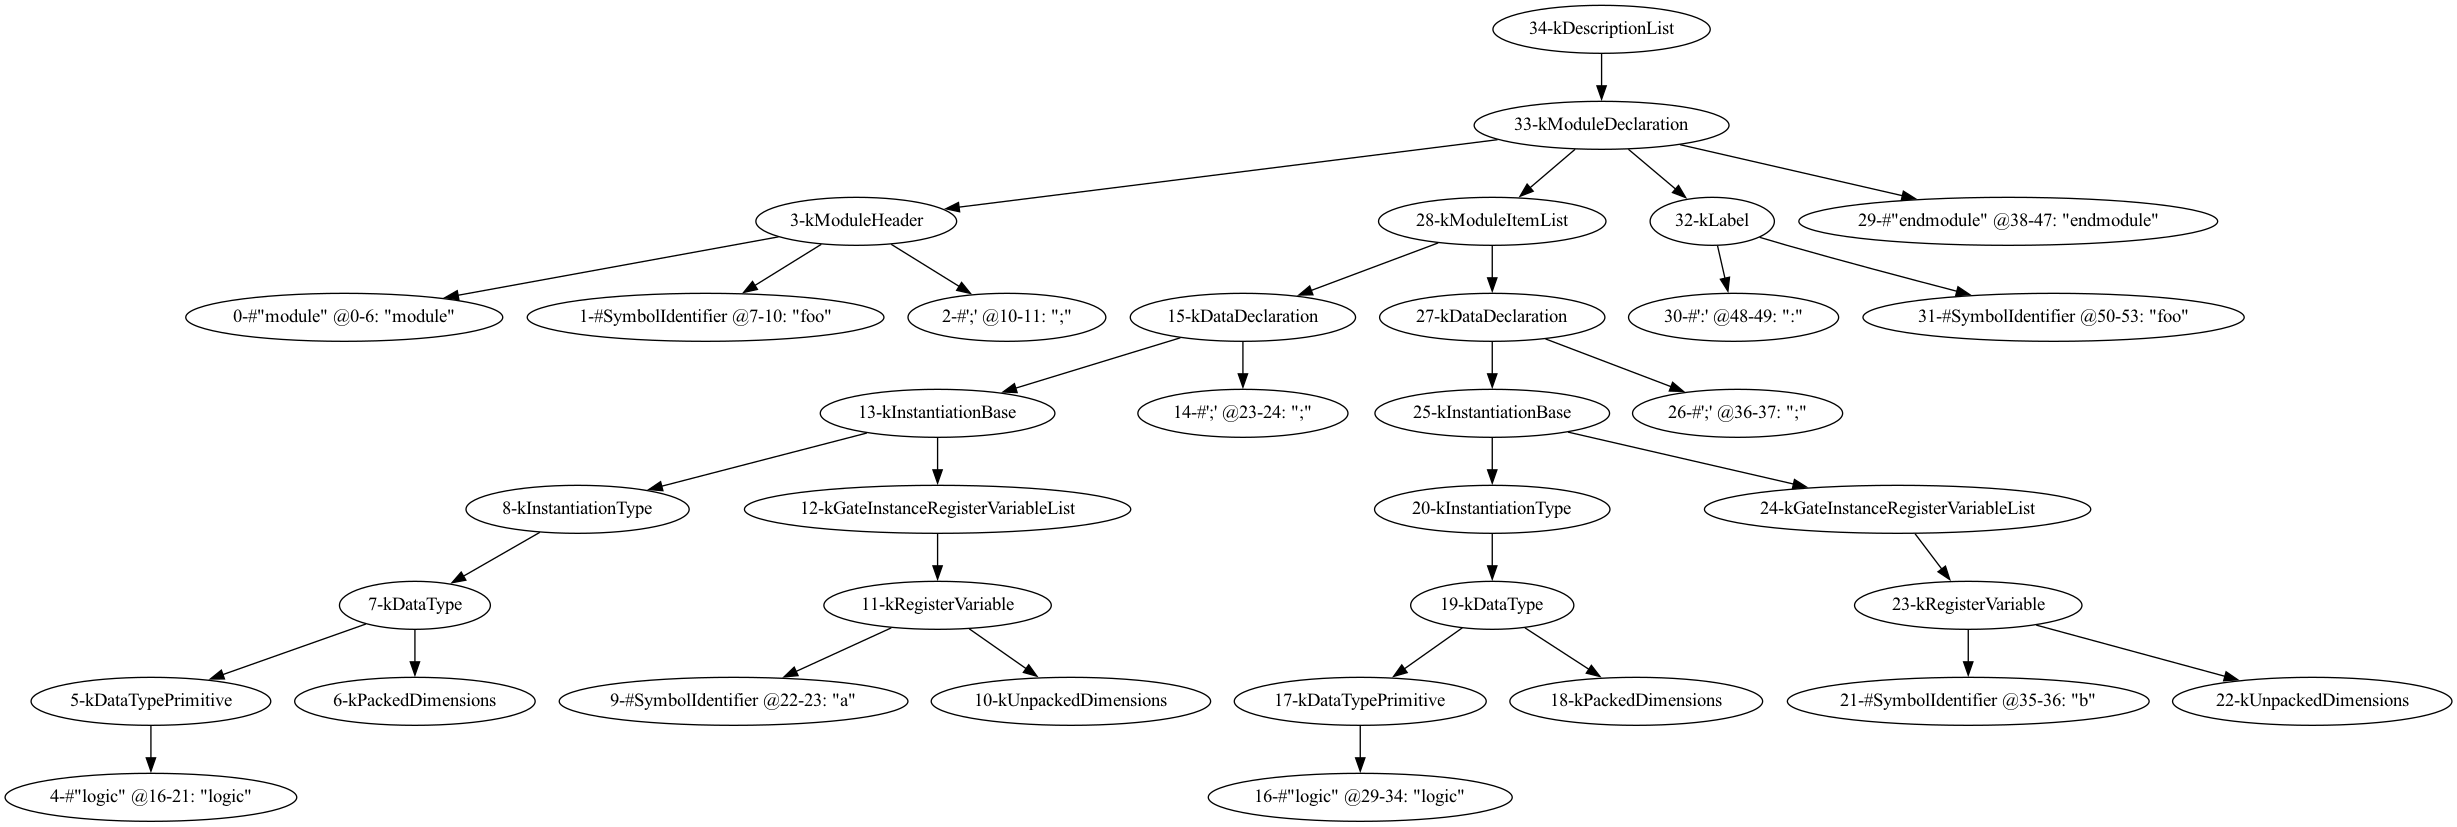 34-kDescriptionList
33-kModuleDeclaration
3-kModuleHeader
28-kModuleItemList
32-kLabel
29-#"endmodule" @38-47: "endmodule"
0-#"module" @0-6: "module"
1-#SymbolIdentifier @7-10: "foo"
2-#';' @10-11: ";"
15-kDataDeclaration
27-kDataDeclaration
30-#':' @48-49: ":"
31-#SymbolIdentifier @50-53: "foo"
13-kInstantiationBase
14-#';' @23-24: ";"
25-kInstantiationBase
26-#';' @36-37: ";"
8-kInstantiationType
12-kGateInstanceRegisterVariableList
20-kInstantiationType
24-kGateInstanceRegisterVariableList
7-kDataType
11-kRegisterVariable
19-kDataType
23-kRegisterVariable
5-kDataTypePrimitive
6-kPackedDimensions
9-#SymbolIdentifier @22-23: "a"
10-kUnpackedDimensions
17-kDataTypePrimitive
18-kPackedDimensions
21-#SymbolIdentifier @35-36: "b"
22-kUnpackedDimensions
4-#"logic" @16-21: "logic"
16-#"logic" @29-34: "logic"